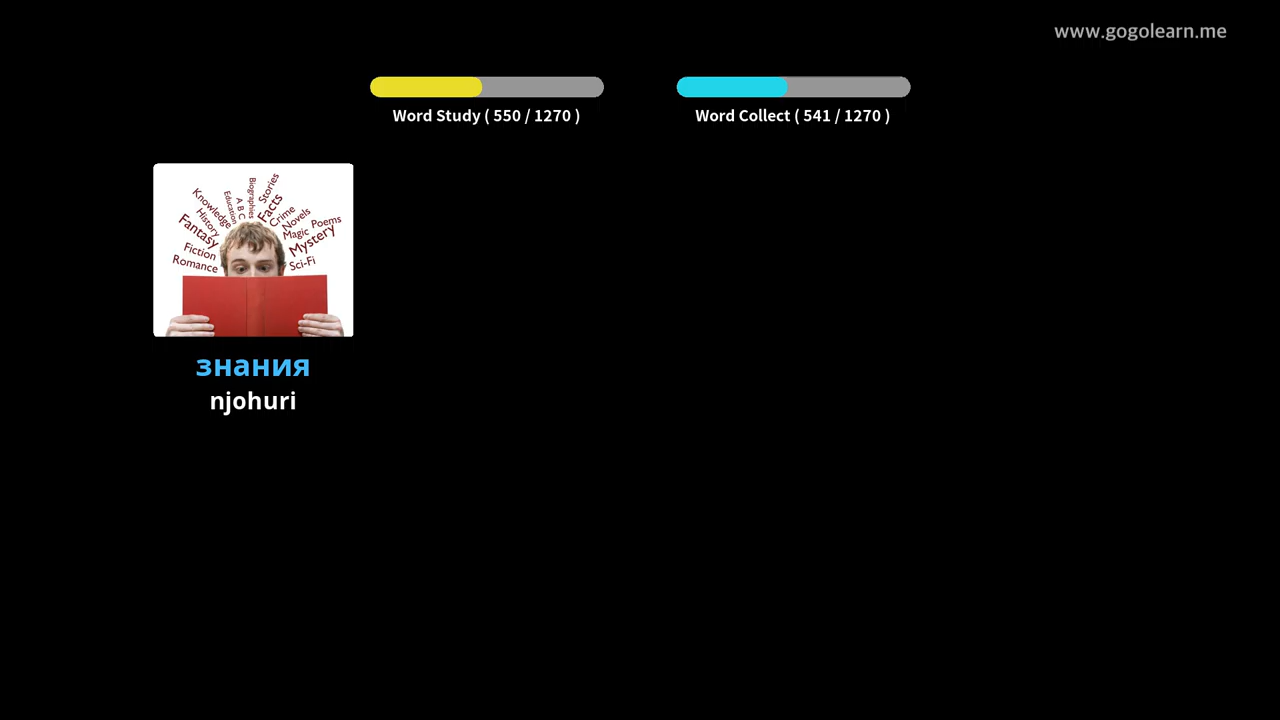 www.gogolearn.me
Word Study ( 550 / 1270 )
Word Collect ( 541 / 1270 )
Knowledge
History
Fantasy
Fiction
Romance
Education
A B C
Biographies
Stories
Facts
Crime
Novels
Magic
Poems
Mystery
Sci-Fi
знания
njohuri